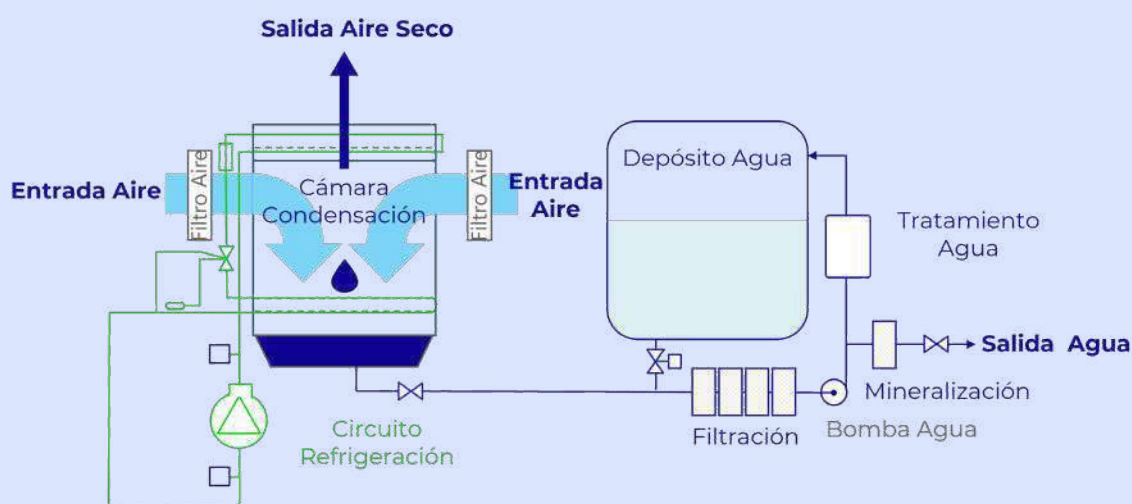 Salida Aire Seco
Entrada Aire
Filtro Aire
Cámara
Condensación
Filtro Aire
Entrada
Aire
Depósito Agua
Tratamiento
Agua
Salida Agua
Mineralización
Filtración
Bomba Agua
Circuito
Refrigeración